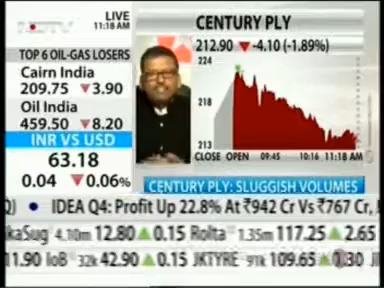 NDTV
LIVE
11:18 AM
TOP 6 OIL-GAS LOSERS
Cairn India
209.75 ▼3.90
Oil India
459.50 ▼8.20
INR VS USD
63.18
0.04 ▼0.06%
CENTURY PLY
212.90 ▼ -4.10 (-1.89%)
224
218
213
CLOSE OPEN 09:45 10:16 11:18 AM
CENTURY PLY: SLUGGISH VOLUMES
Q) • IDEA Q4: Profit Up 22.8% At ₹942 Cr Vs ₹767 Cr,
kaSug 4.10m 12.80▲0.15 Rolta 1.35m 117.25▲2.65
11.90 IoB 32k 42.90▲0.15 JKTYRE 91k 109.65▲